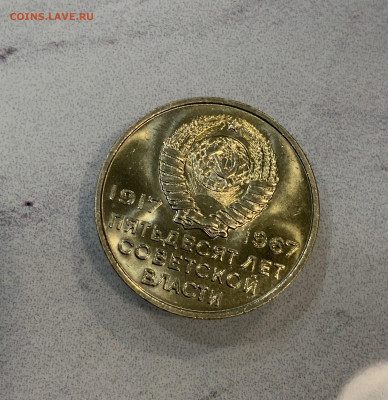 COINS.LAVE.RU
1917 1967
ПЯТЬДЕСЯТ ЛЕТ
СОВЕТСКОЙ
ВЛАСТИ